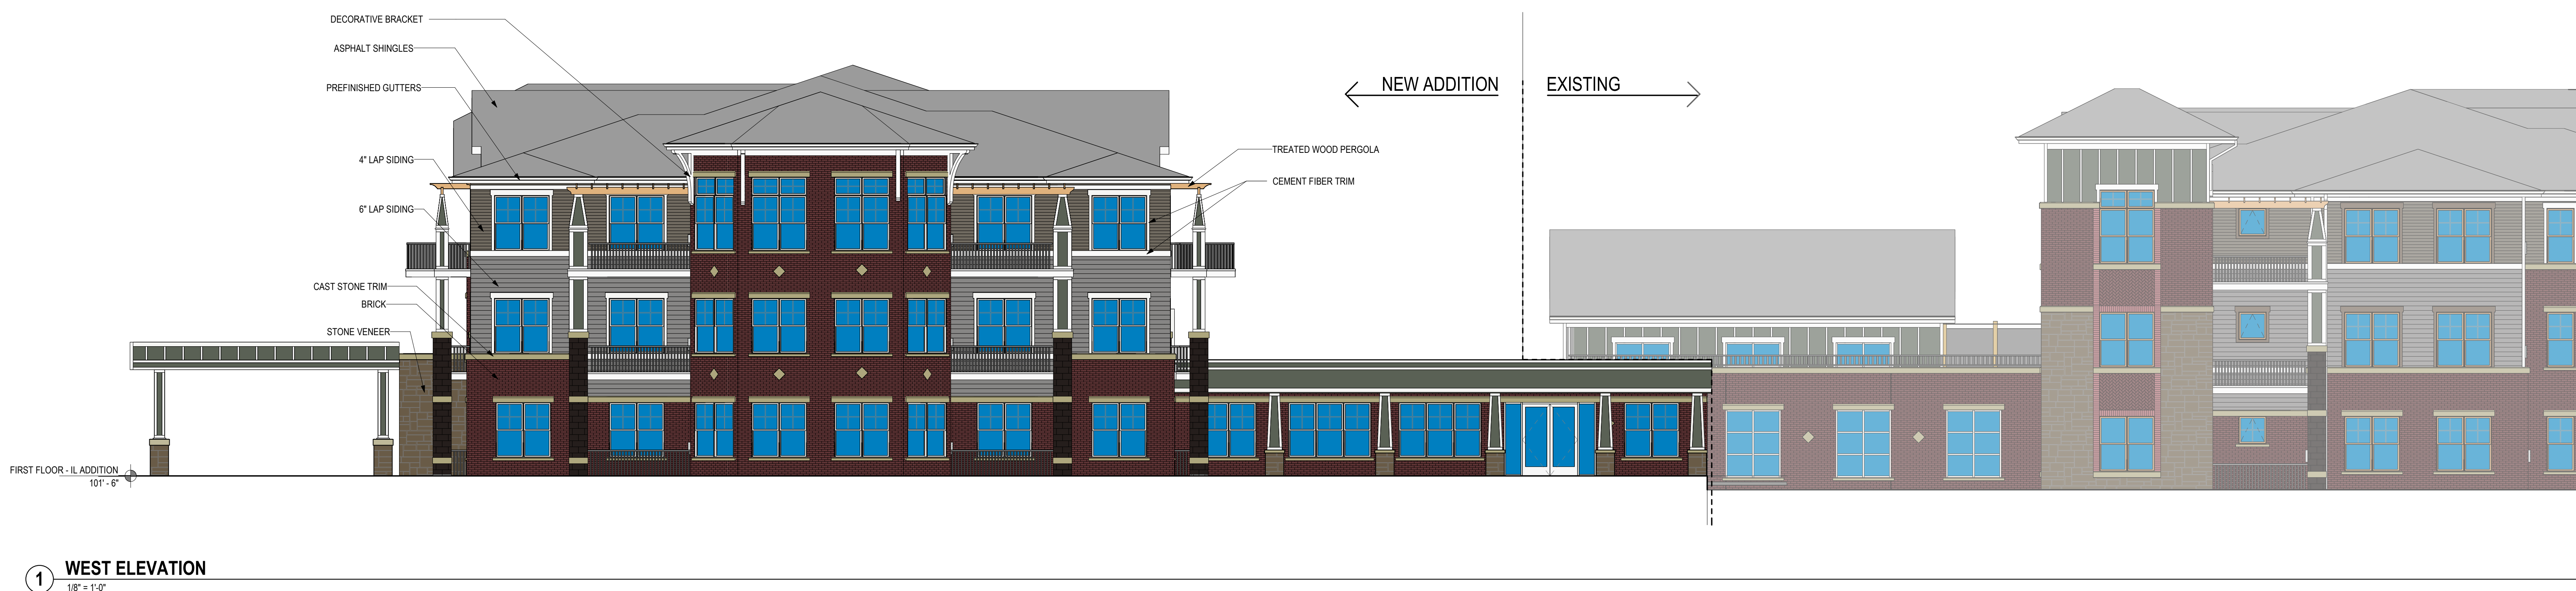 DECORATIVE BRACKET
ASPHALT SHINGLES
PREFINISHED GUTTERS
NEW ADDITION
EXISTING
TREATED WOOD PERGOLA
4" LAP SIDING
CEMENT FIBER TRIM
6" LAP SIDING
CAST STONE TRIM
BRICK
STONE VENEER
FIRST FLOOR - IL ADDITION
101' - 6"
1
WEST ELEVATION
1/8" = 1'-0"